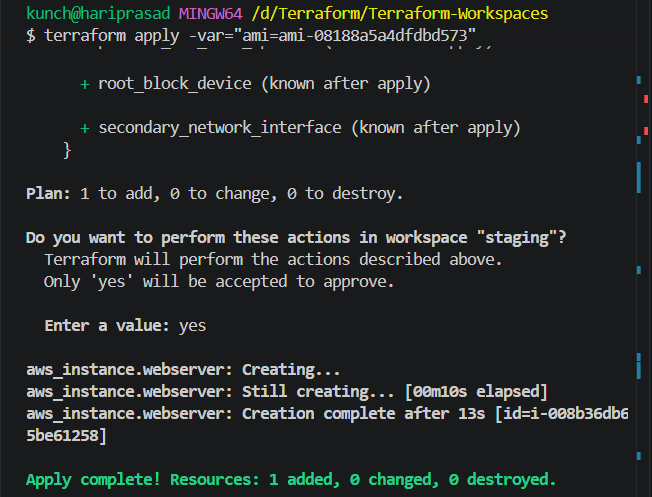 kunch@hariprasad MINGW64 /d/Terraform/Terraform-Workspaces
$ terraform apply -var="ami=ami-08188a5a4dfdbd573"
+ root_block_device (known after apply)
+ secondary_network_interface (known after apply)
}
Plan: 1 to add, 0 to change, 0 to destroy.
Do you want to perform these actions in workspace "staging"?
Terraform will perform the actions described above.
Only 'yes' will be accepted to approve.
Enter a value: yes
aws_instance.webserver: Creating...
aws_instance.webserver: Still creating... [00m10s elapsed]
aws_instance.webserver: Creation complete after 13s [id=i-008b36db6
5be61258]
Apply complete! Resources: 1 added, 0 changed, 0 destroyed.